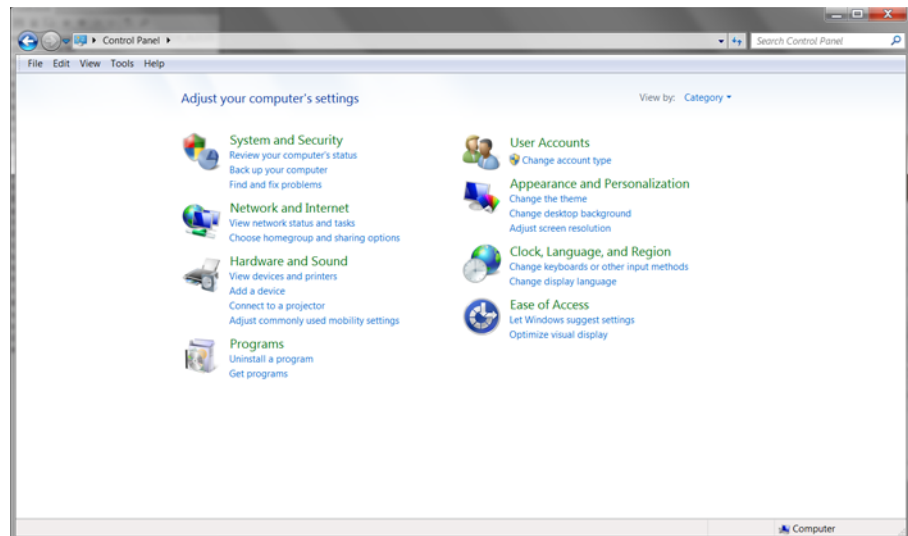 Control Panel
Search Control Panel
File Edit View Tools Help
Adjust your computer's settings
View by: Category
System and Security
Review your computer's status
Back up your computer
Find and fix problems
Network and Internet
View network status and tasks
Choose homegroup and sharing options
Hardware and Sound
View devices and printers
Add a device
Connect to a projector
Adjust commonly used mobility settings
Programs
Uninstall a program
Get programs
User Accounts
Change account type
Appearance and Personalization
Change the theme
Change desktop background
Adjust screen resolution
Clock, Language, and Region
Change keyboards or other input methods
Change display language
Ease of Access
Let Windows suggest settings
Optimize visual display
Computer